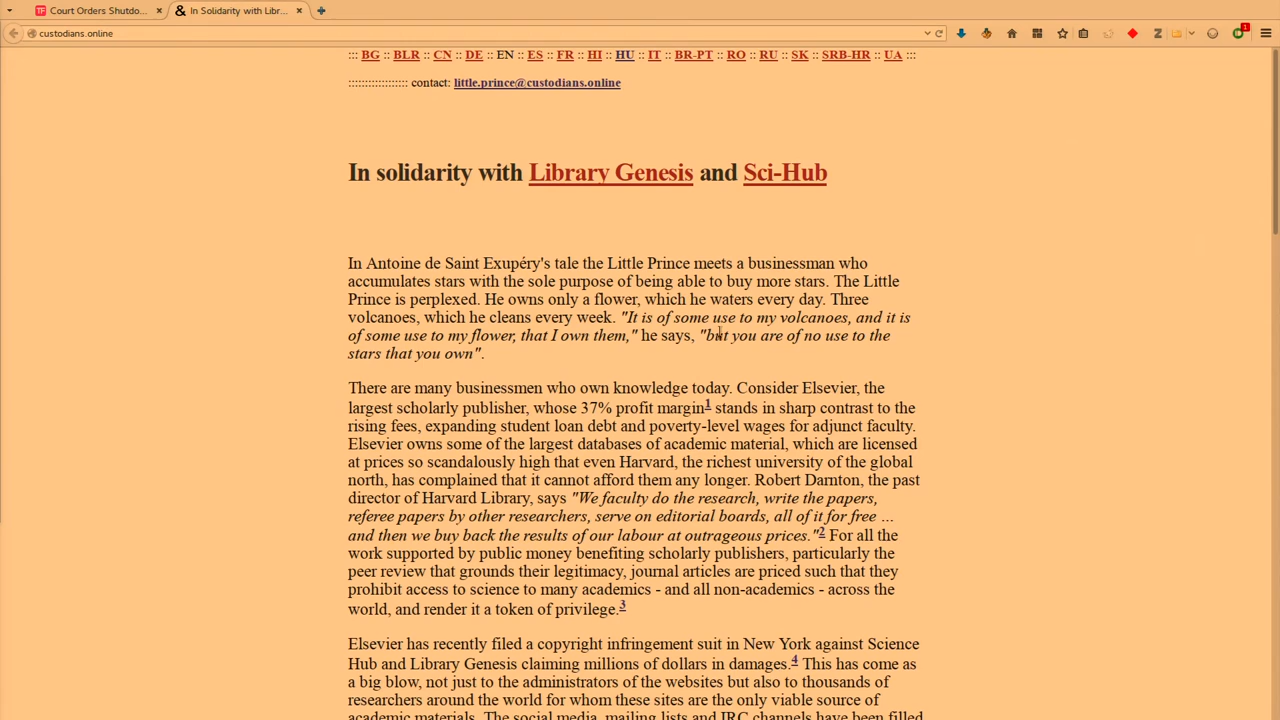 Court Orders Shutdo...
In Solidarity with Libr...
custodians.online
1
::: BG :: BLR :: CN :: DE :: EN :: ES :: FR :: HI :: HU :: IT :: BR-PT :: RO :: RU :: SK :: SRB-HR :: UA :::
:::::::::::::::::: contact: little.prince@custodians.online
In solidarity with Library Genesis and Sci-Hub
In Antoine de Saint Exupéry's tale the Little Prince meets a businessman who
accumulates stars with the sole purpose of being able to buy more stars. The Little
Prince is perplexed. He owns only a flower, which he waters every day. Three
volcanoes, which he cleans every week. "It is of some use to my volcanoes, and it is
of some use to my flower, that I own them," he says, "but you are of no use to the
stars that you own".
There are many businessmen who own knowledge today. Consider Elsevier, the
largest scholarly publisher, whose 37% profit margin1 stands in sharp contrast to the
rising fees, expanding student loan debt and poverty-level wages for adjunct faculty.
Elsevier owns some of the largest databases of academic material, which are licensed
at prices so scandalously high that even Harvard, the richest university of the global
north, has complained that it cannot afford them any longer. Robert Darnton, the past
director of Harvard Library, says "We faculty do the research, write the papers,
referee papers by other researchers, serve on editorial boards, all of it for free ...
and then we buy back the results of our labour at outrageous prices."2 For all the
work supported by public money benefiting scholarly publishers, particularly the
peer review that grounds their legitimacy, journal articles are priced such that they
prohibit access to science to many academics - and all non-academics - across the
world, and render it a token of privilege.3
Elsevier has recently filed a copyright infringement suit in New York against Science
Hub and Library Genesis claiming millions of dollars in damages.4 This has come as
a big blow, not just to the administrators of the websites but also to thousands of
researchers around the world for whom these sites are the only viable source of
academic materials. The social media, mailing lists and IRC channels have been filled